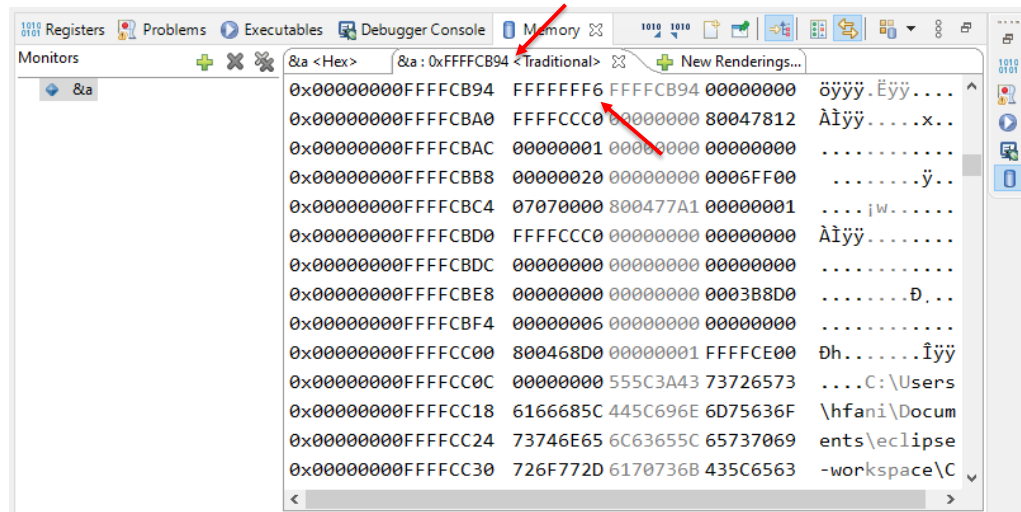 Registers Problems Executables Debugger Console Memory
Monitors
&a <Hex> &a : 0xFFFFCB94 <Traditional> New Renderings...
&a
0x00000000FFFFCB94 FFFFFFF6 FFFFCB94 00000000 öÿÿÿ.Ëÿÿ....
0x00000000FFFFCBA0 FFFFCCC0 00000000 80047812 ÀÌÿÿ.....x..
0x00000000FFFFCBAC 00000001 00000000 00000000 ............
0x00000000FFFFCBB8 00000020 00000000 0006FF00  ........ÿ..
0x00000000FFFFCBC4 07070000 800477A1 00000001 ....¡w......
0x00000000FFFFCBD0 FFFFCCC0 00000000 00000000 ÀÌÿÿ........
0x00000000FFFFCBDC 00000000 00000000 00000000 ............
0x00000000FFFFCBE8 00000000 00000000 0003B8D0 ........Ð¸..
0x00000000FFFFCBF4 00000006 00000000 00000000 ............
0x00000000FFFFCC00 800468D0 00000001 FFFFCE00 Ðh.......Îÿÿ
0x00000000FFFFCC0C 00000000 555C3A43 73726573 ....C:\Users
0x00000000FFFFCC18 6166685C 445C696E 6D75636F \hfani\Docum
0x00000000FFFFCC24 73746E65 6C63655C 65737069 ents\eclipse
0x00000000FFFFCC30 726F772D 6170736B 435C6563 -workspace\C